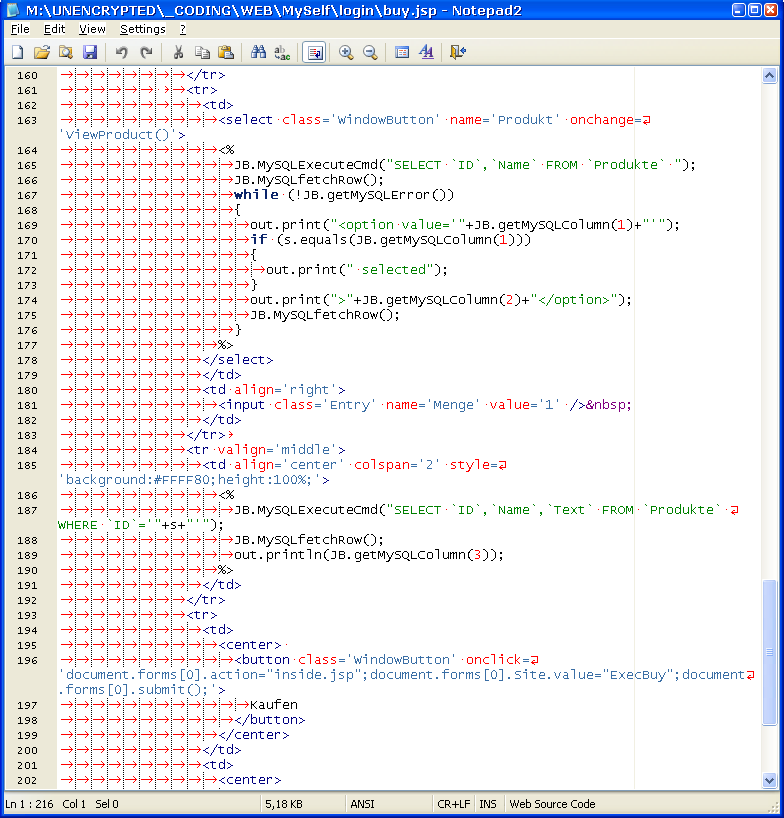 M:\UNENCRYPTED\_CODING\WEB\MySelf\login\buy.jsp - Notepad2
File Edit View Settings ?
160 </tr>
161 <tr>
162 <td>
163 <select class='WindowButton' name='Produkt' onchange=
'ViewProduct()'>
164 <%
165 JB.MySQLExecuteCmd("SELECT `ID`,`Name` FROM `Produkte` ");
166 JB.MySQLfetchRow();
167 while (!JB.getMySQLError())
168 {
169 out.print("<option value='"+JB.getMySQLColumn(1)+"'");
170 if (s.equals(JB.getMySQLColumn(1)))
171 {
172 out.print(" selected");
173 }
174 out.print(">"+JB.getMySQLColumn(2)+"</option>");
175 JB.MySQLfetchRow();
176 }
177 %>
178 </select>
179 </td>
180 <td align='right'>
181 <input class='Entry' name='Menge' value='1' />&nbsp;
182 </td>
183 </tr>
184 <tr valign='middle'>
185 <td align='center' colspan='2' style=
'background:#FFFF80;height:100%;'>
186 <%
187 JB.MySQLExecuteCmd("SELECT `ID`,`Name`,`Text` FROM `Produkte`
WHERE `ID`='"+s+"'");
188 JB.MySQLfetchRow();
189 out.println(JB.getMySQLColumn(3));
190 %>
191 </td>
192 </tr>
193 <tr>
194 <td>
195 <center>
196 <button class='WindowButton' onclick=
'document.forms[0].action="inside.jsp";document.forms[0].Site.value="ExecBuy";document
.forms[0].submit();'>
197 Kaufen
198 </button>
199 </center>
200 </td>
201 <td>
202 <center>
Ln 1 : 216 Col 1 Sel 0 5,18 KB ANSI CR+LF INS Web Source Code